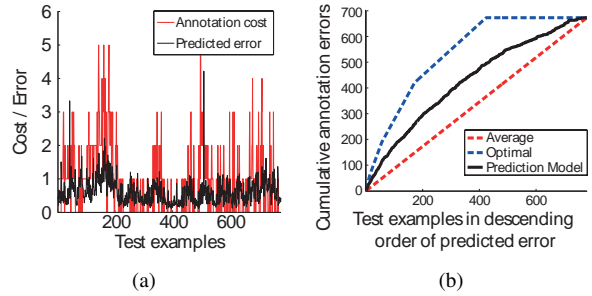 6
5
4
3
2
1
0
Cost / Error
Annotation cost
Predicted error
200 400 600
Test examples
(a)
700
600
500
400
300
200
100
0
Cumulative annotation errors
Average
Optimal
Prediction Model
200 400 600
Test examples in descending
order of predicted error
(b)